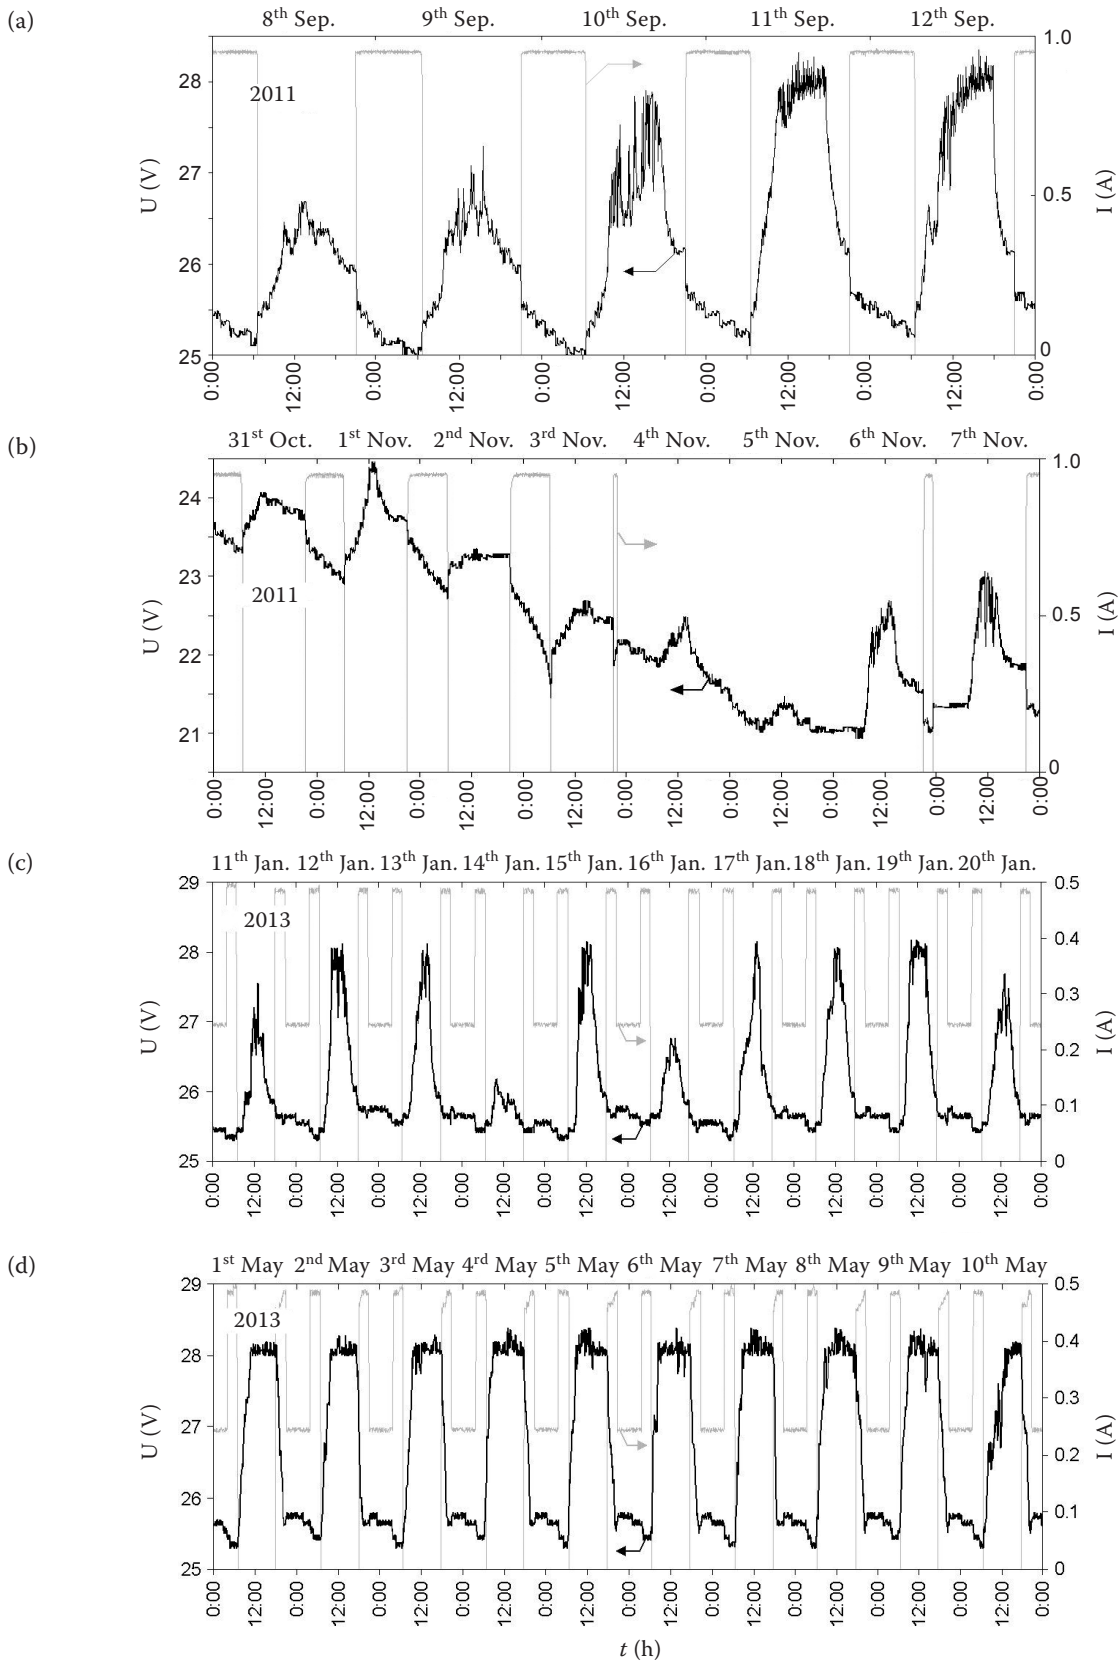 (a)
8th Sep. 9th Sep. 10th Sep. 11th Sep. 12th Sep.
1.0
28
2011
27
U (V)
0.5
I (A)
26
25
0
0:00 12:00 0:00 12:00 0:00 12:00 0:00 12:00 0:00 12:00 0:00
(b)
31st Oct. 1st Nov. 2nd Nov. 3rd Nov. 4th Nov. 5th Nov. 6th Nov. 7th Nov.
1.0
24
23
2011
U (V)
0.5
I (A)
22
21
0
0:00 12:00 0:00 12:00 0:00 12:00 0:00 12:00 0:00 12:00 0:00 12:00 0:00 12:00 0:00 12:00 0:00
(c)
11th Jan. 12th Jan. 13th Jan. 14th Jan. 15th Jan. 16th Jan. 17th Jan. 18th Jan. 19th Jan. 20th Jan.
29 0.5
2013
28 0.4
U (V)
27 0.3
I (A)
0.2
26
0.1
25 0
0:00 12:00 0:00 12:00 0:00 12:00 0:00 12:00 0:00 12:00 0:00 12:00 0:00 12:00 0:00 12:00 0:00 12:00 0:00 12:00 0:00
(d)
1st May 2nd May 3rd May 4rd May 5th May 6th May 7th May 8th May 9th May 10th May
29 0.5
2013
28 0.4
U (V)
0.3
27
I (A)
0.2
26
0.1
25 0
0:00 12:00 0:00 12:00 0:00 12:00 0:00 12:00 0:00 12:00 0:00 12:00 0:00 12:00 0:00 12:00 0:00 12:00 0:00 12:00 0:00
t (h)